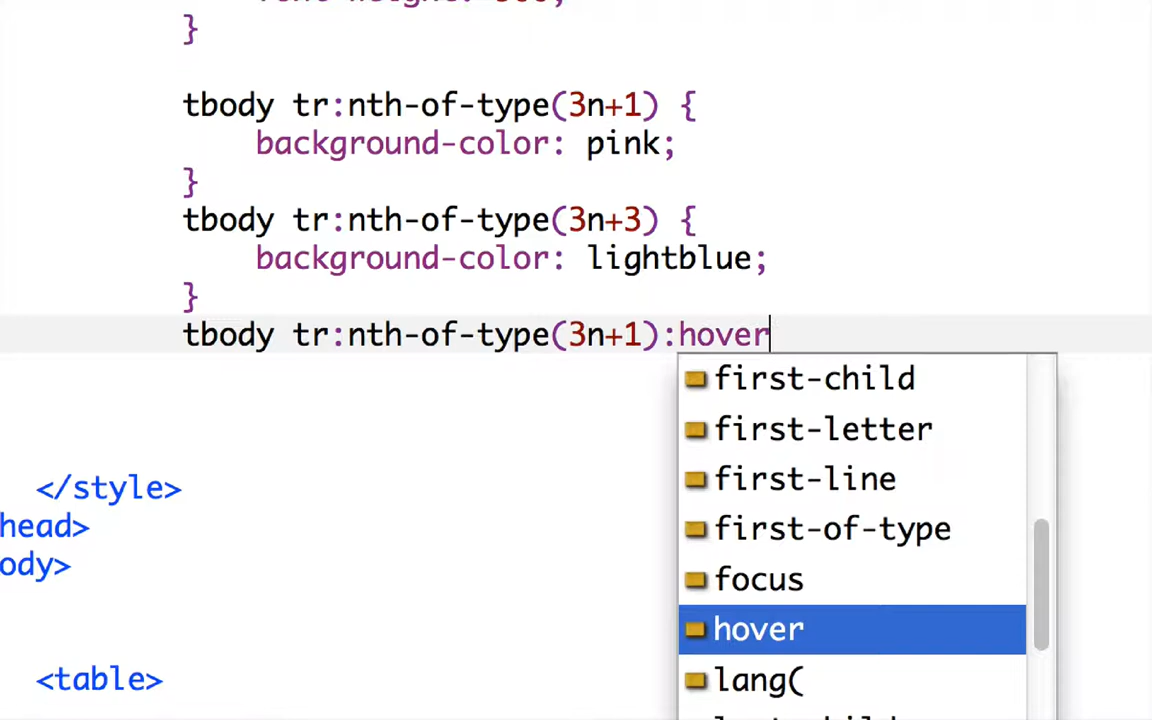 }
tbody tr:nth-of-type(3n+1) {
background-color: pink;
}
tbody tr:nth-of-type(3n+3) {
background-color: lightblue;
}
tbody tr:nth-of-type(3n+1):hover
first-child
first-letter
first-line
first-of-type
focus
hover
lang(
</style>
head>
ody>
<table>